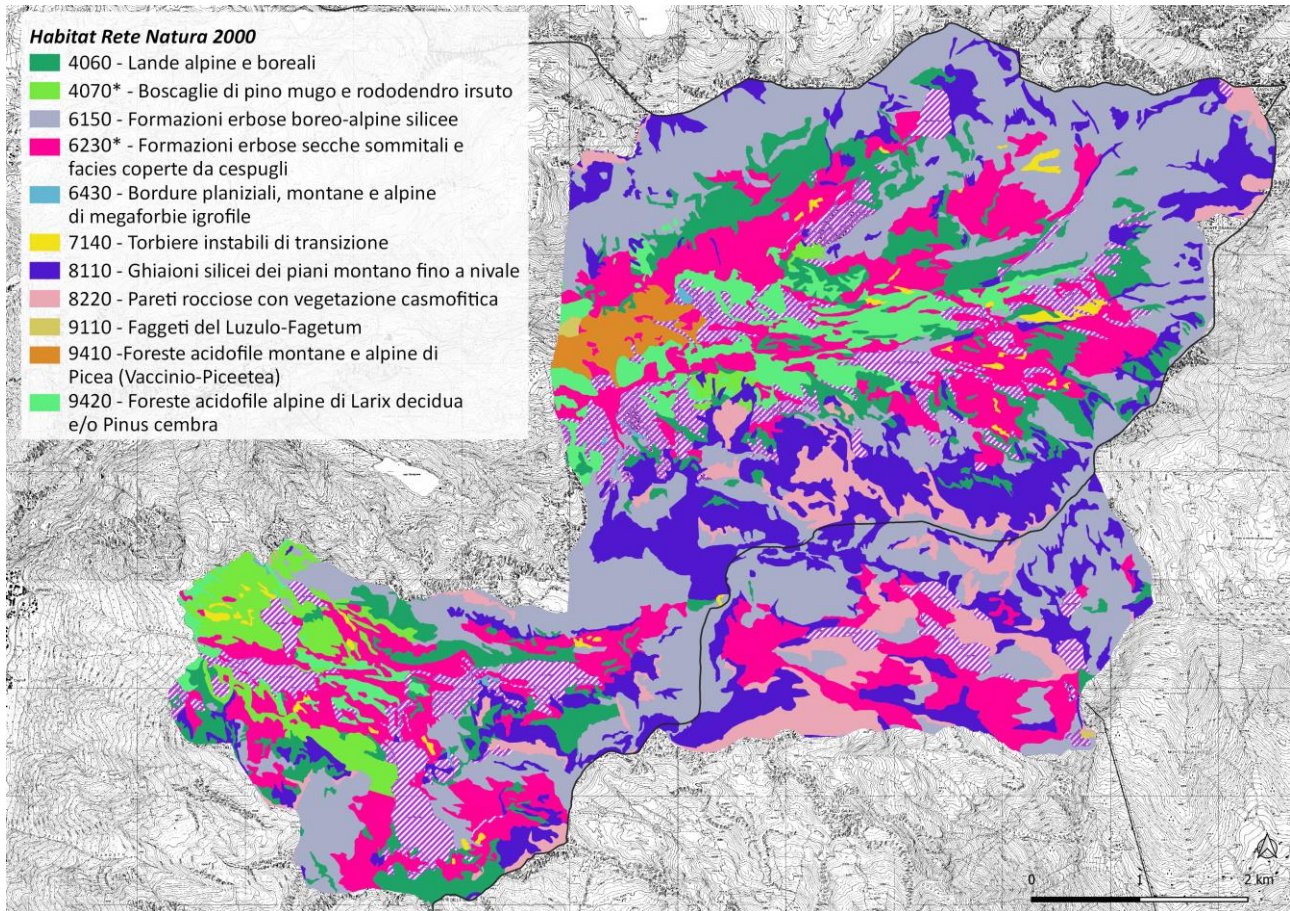 Habitat Rete Natura 2000
4060 - Lande alpine e boreali
4070* - Boscaglie di pino mugo e rododendro irsuto
6150 - Formazioni erbose boreo-alpine silicee
6230* - Formazioni erbose secche sommitali e
facies coperte da cespugli
6430 - Bordure planiziali, montane e alpine
di megaforbie igrofile
7140 - Torbiere instabili di transizione
8110 - Ghiaioni silicei dei piani montano fino a nivale
8220 - Pareti rocciose con vegetazione casmofitica
9110 - Faggeti del Luzulo-Fagetum
9410 -Foreste acidofile montane e alpine di
Picea (Vaccinio-Piceetea)
9420 - Foreste acidofile alpine di Larix decidua
e/o Pinus cembra
0 1 2 km